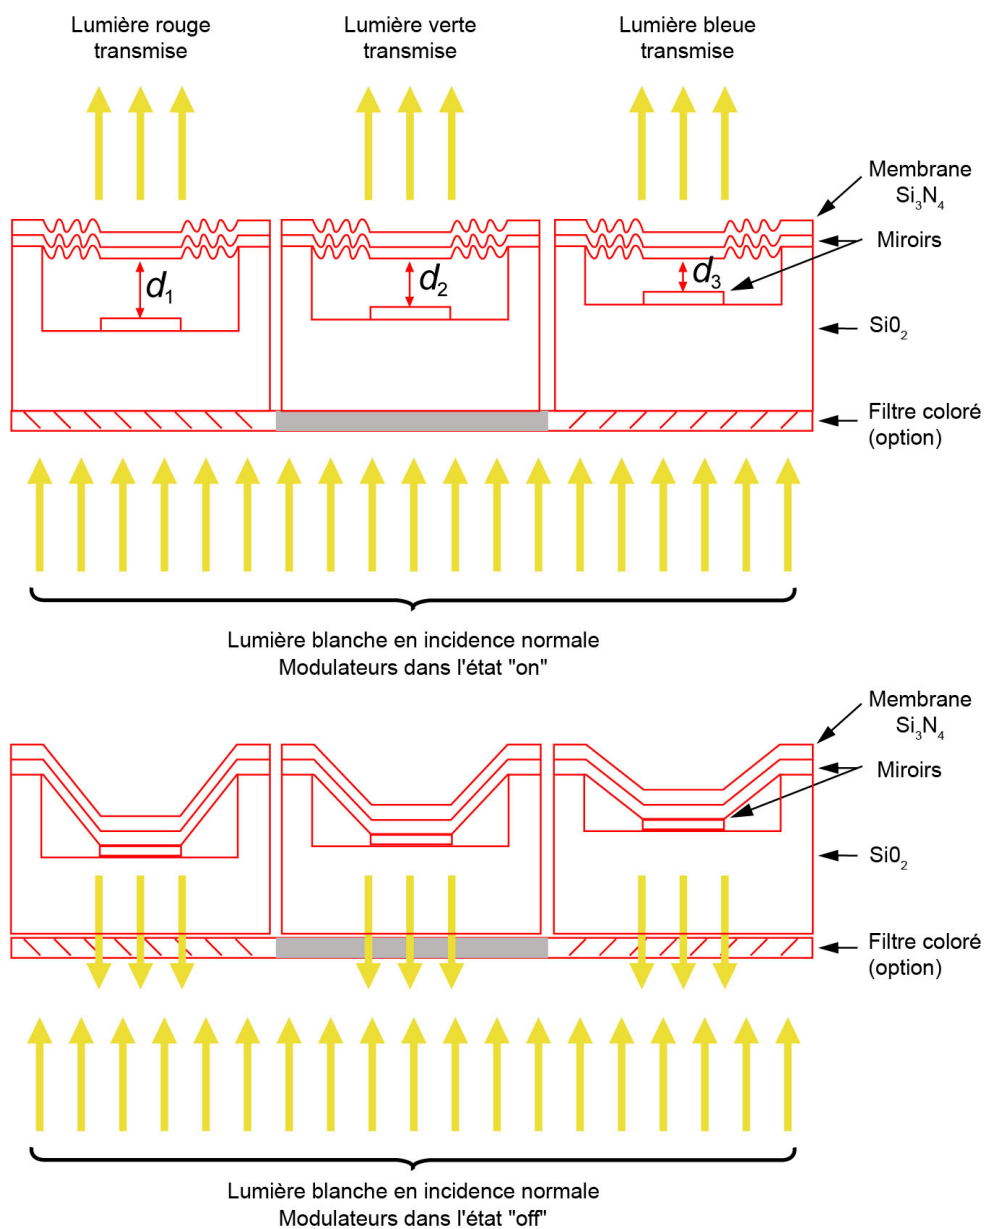 Lumière rouge
transmise
Lumière verte
transmise
Lumière bleue
transmise
Membrane
Si₃N₄
Miroirs
d₁
d₂
d₃
Si0₂
Filtre coloré
(option)
Lumière blanche en incidence normale
Modulateurs dans l'état "on"
Membrane
Si₃N₄
Miroirs
Si0₂
Filtre coloré
(option)
Lumière blanche en incidence normale
Modulateurs dans l'état "off"